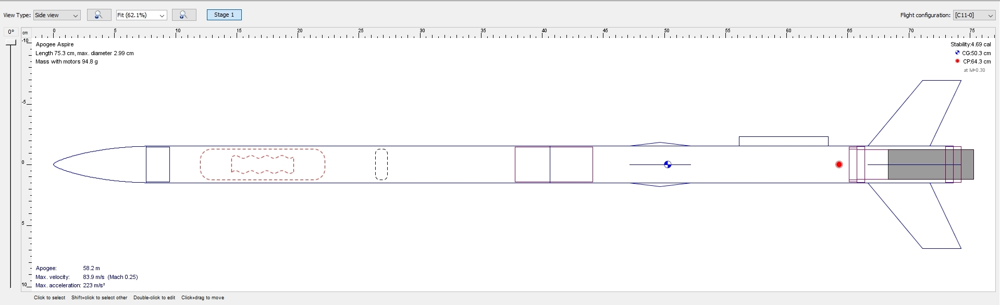 View Type: Side view Fit (62.1%) Stage 1 Flight configuration: [C11-0]
0° cm 0 5 10 15 20 25 30 35 40 45 50 55 60 65 70 75
-10
Apogee Aspire
Length 75.3 cm, max. diameter 2.99 cm
Mass with motors 94.8 g
Stability:4.69 cal
CG:50.3 cm
CP:64.3 cm
at M=0.30
-5
0
5
10
Apogee: 58.2 m
Max. velocity: 83.9 m/s (Mach 0.25)
Max. acceleration: 223 m/s²
Click to select Shift+click to select other Double-click to edit Click+drag to move